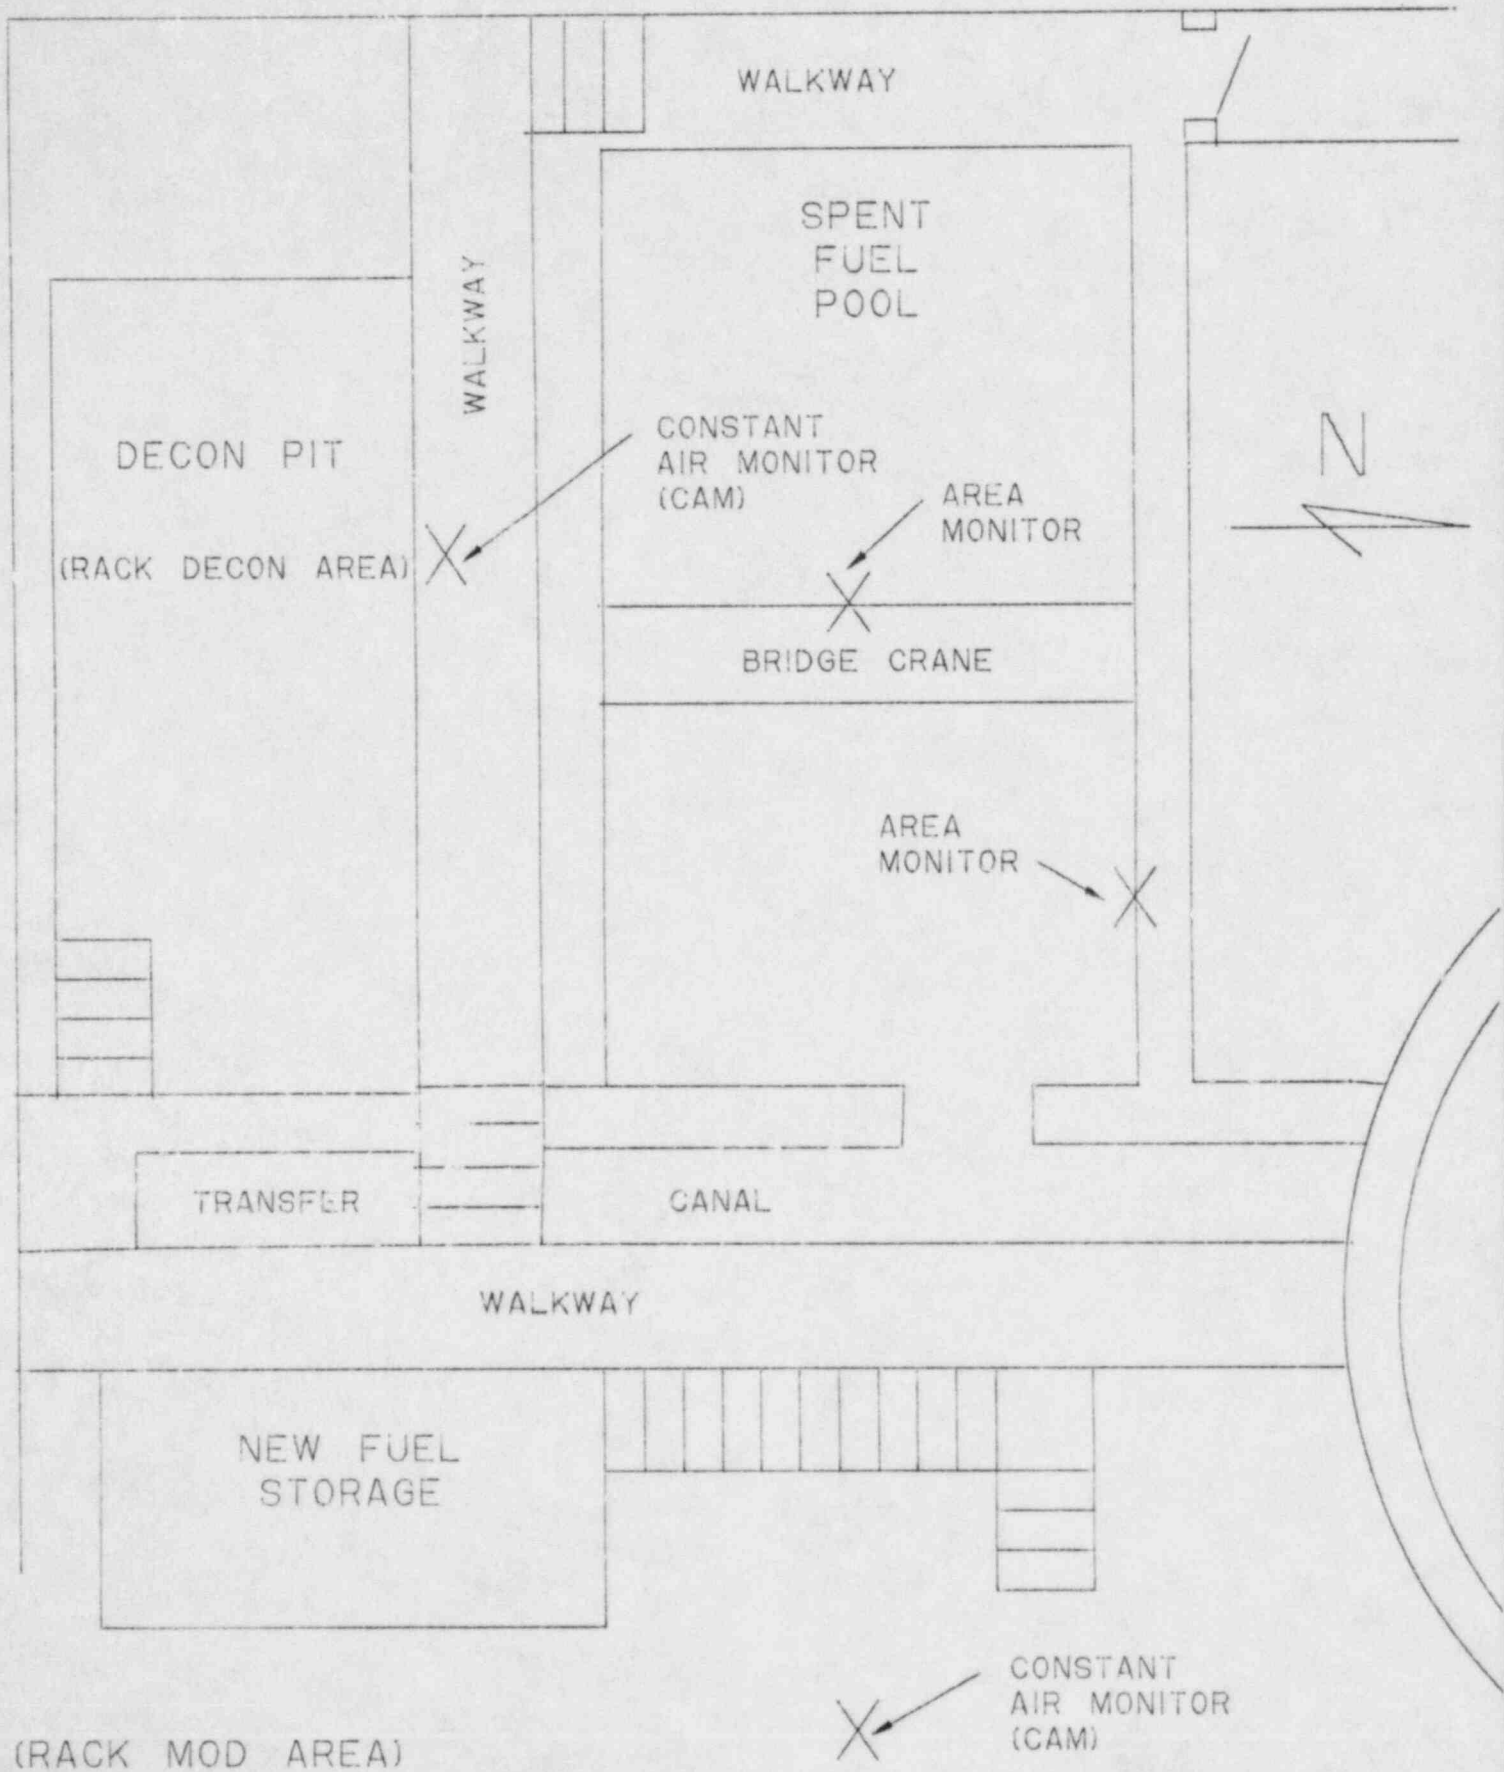 WALKWAY
SPENT
FUEL
POOL
WALKWAY
DECON PIT
(RACK DECON AREA)
CONSTANT
AIR MONITOR
(CAM)
AREA
MONITOR
N
BRIDGE CRANE
AREA
MONITOR
TRANSFER
CANAL
WALKWAY
NEW FUEL
STORAGE
CONSTANT
AIR MONITOR
(CAM)
(RACK MOD AREA)